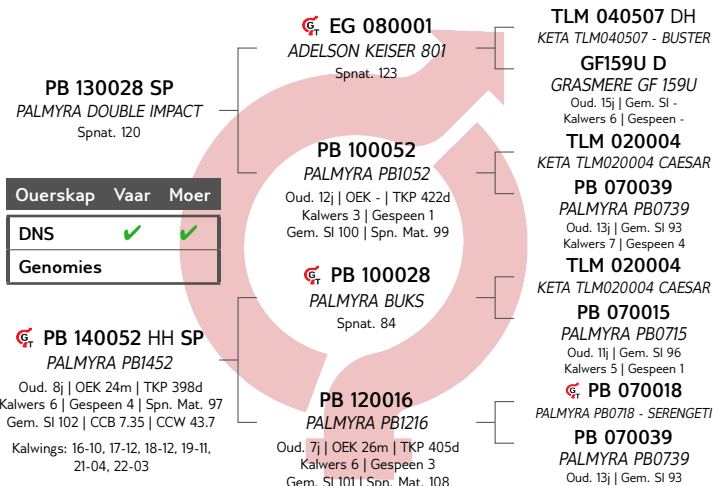 PB 130028 SP
PALMYRA DOUBLE IMPACT
Spnat. 120
Ouerskap Vaar Moer
DNS ✔ ✔
Genomies
PB 140052 HH SP
PALMYRA PB1452
Oud. 8j | OEK 24m | TKP 398d
Kalwers 6 | Gespeen 4 | Spn. Mat. 97
Gem. SI 102 | CCB 7.35 | CCW 43.7
Kalwings: 16-10, 17-12, 18-12, 19-11,
21-04, 22-03
EG 080001
ADELSON KEISER 801
Spnat. 123
PB 100052
PALMYRA PB1052
Oud. 12j | OEK - | TKP 422d
Kalwers 3 | Gespeen 1
Gem. SI 100 | Spn. Mat. 99
PB 100028
PALMYRA BUKS
Spnat. 84
PB 120016
PALMYRA PB1216
Oud. 7j | OEK 26m | TKP 405d
Kalwers 6 | Gespeen 3
Gem. SI 101 | Spn. Mat. 108
TLM 040507 DH
KETA TLM040507 - BUSTER
GF159U D
GRASMERE GF 159U
Oud. 15j | Gem. SI -
Kalwers 6 | Gespeen -
TLM 020004
KETA TLM020004 CAESAR
PB 070039
PALMYRA PB0739
Oud. 13j | Gem. SI 93
Kalwers 7 | Gespeen 4
TLM 020004
KETA TLM020004 CAESAR
PB 070015
PALMYRA PB0715
Oud. 11j | Gem. SI 96
Kalwers 5 | Gespeen 1
PB 070018
PALMYRA PB0718 - SERENGETI
PB 070039
PALMYRA PB0739
Oud. 13j | Gem. SI 93